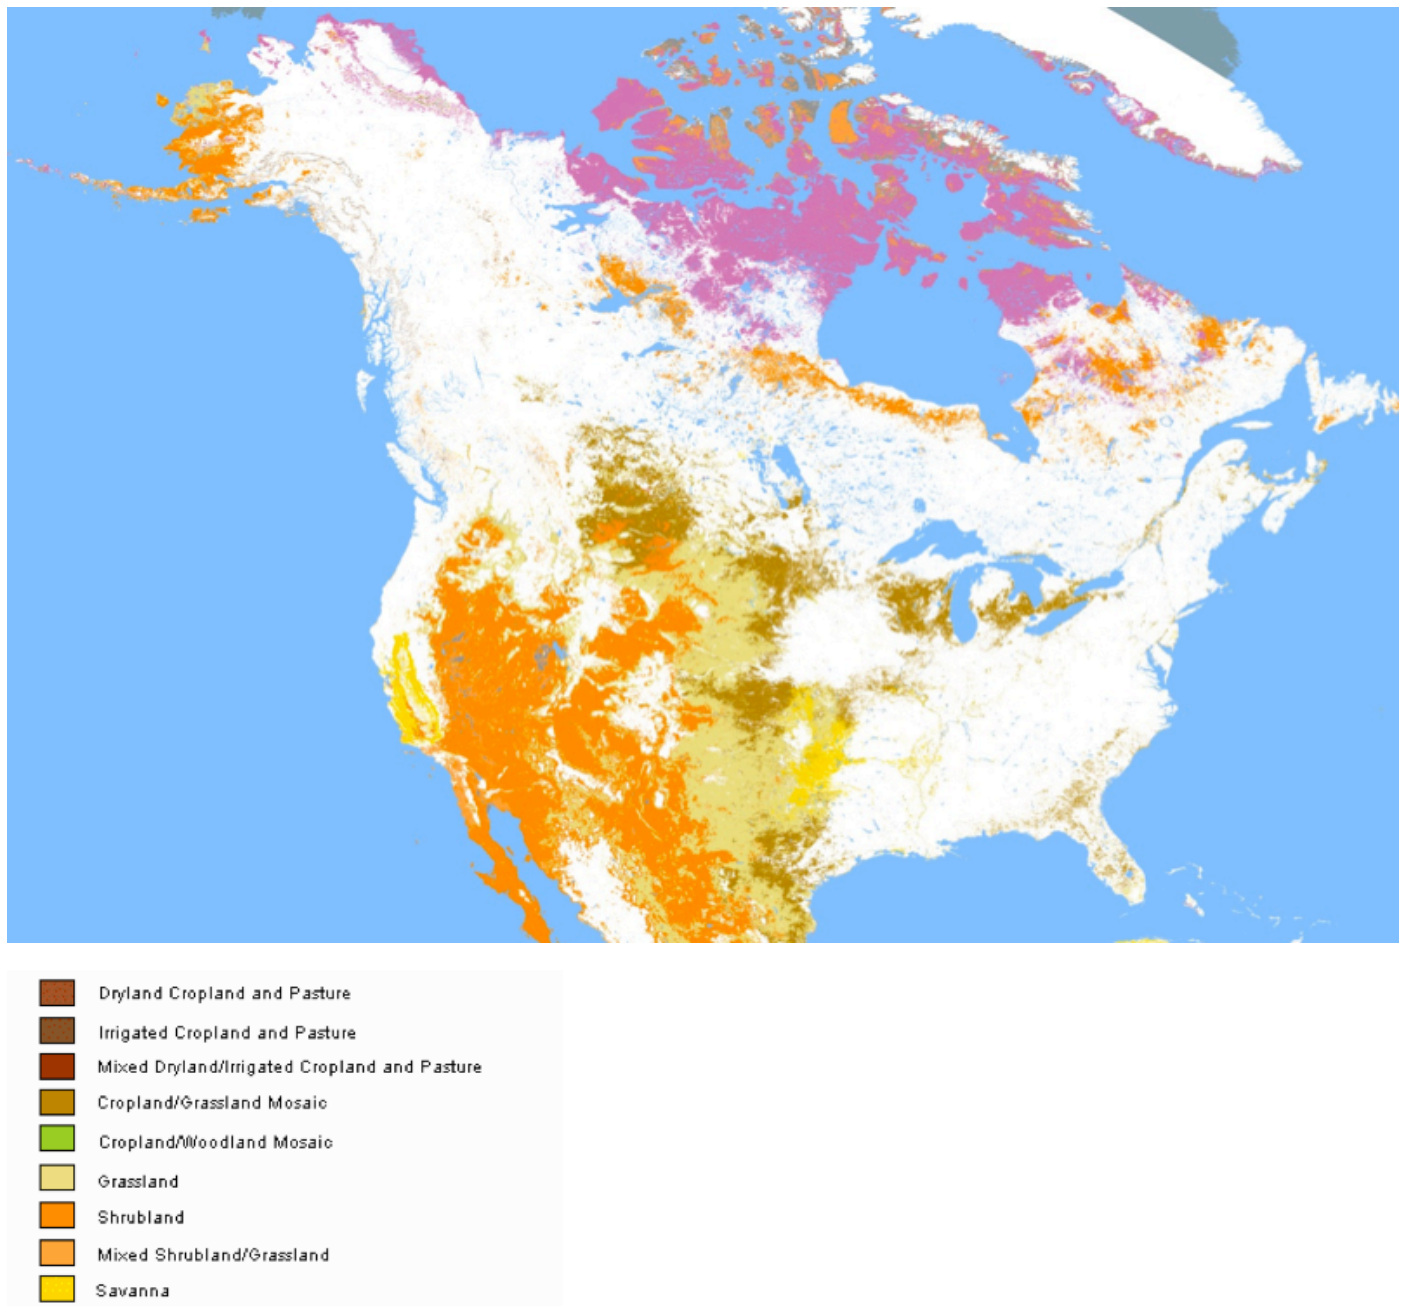 Dryland Cropland and Pasture
Irrigated Cropland and Pasture
Mixed Dryland/Irrigated Cropland and Pasture
Cropland/Grassland Mosaic
Cropland/Woodland Mosaic
Grassland
Shrubland
Mixed Shrubland/Grassland
Savanna